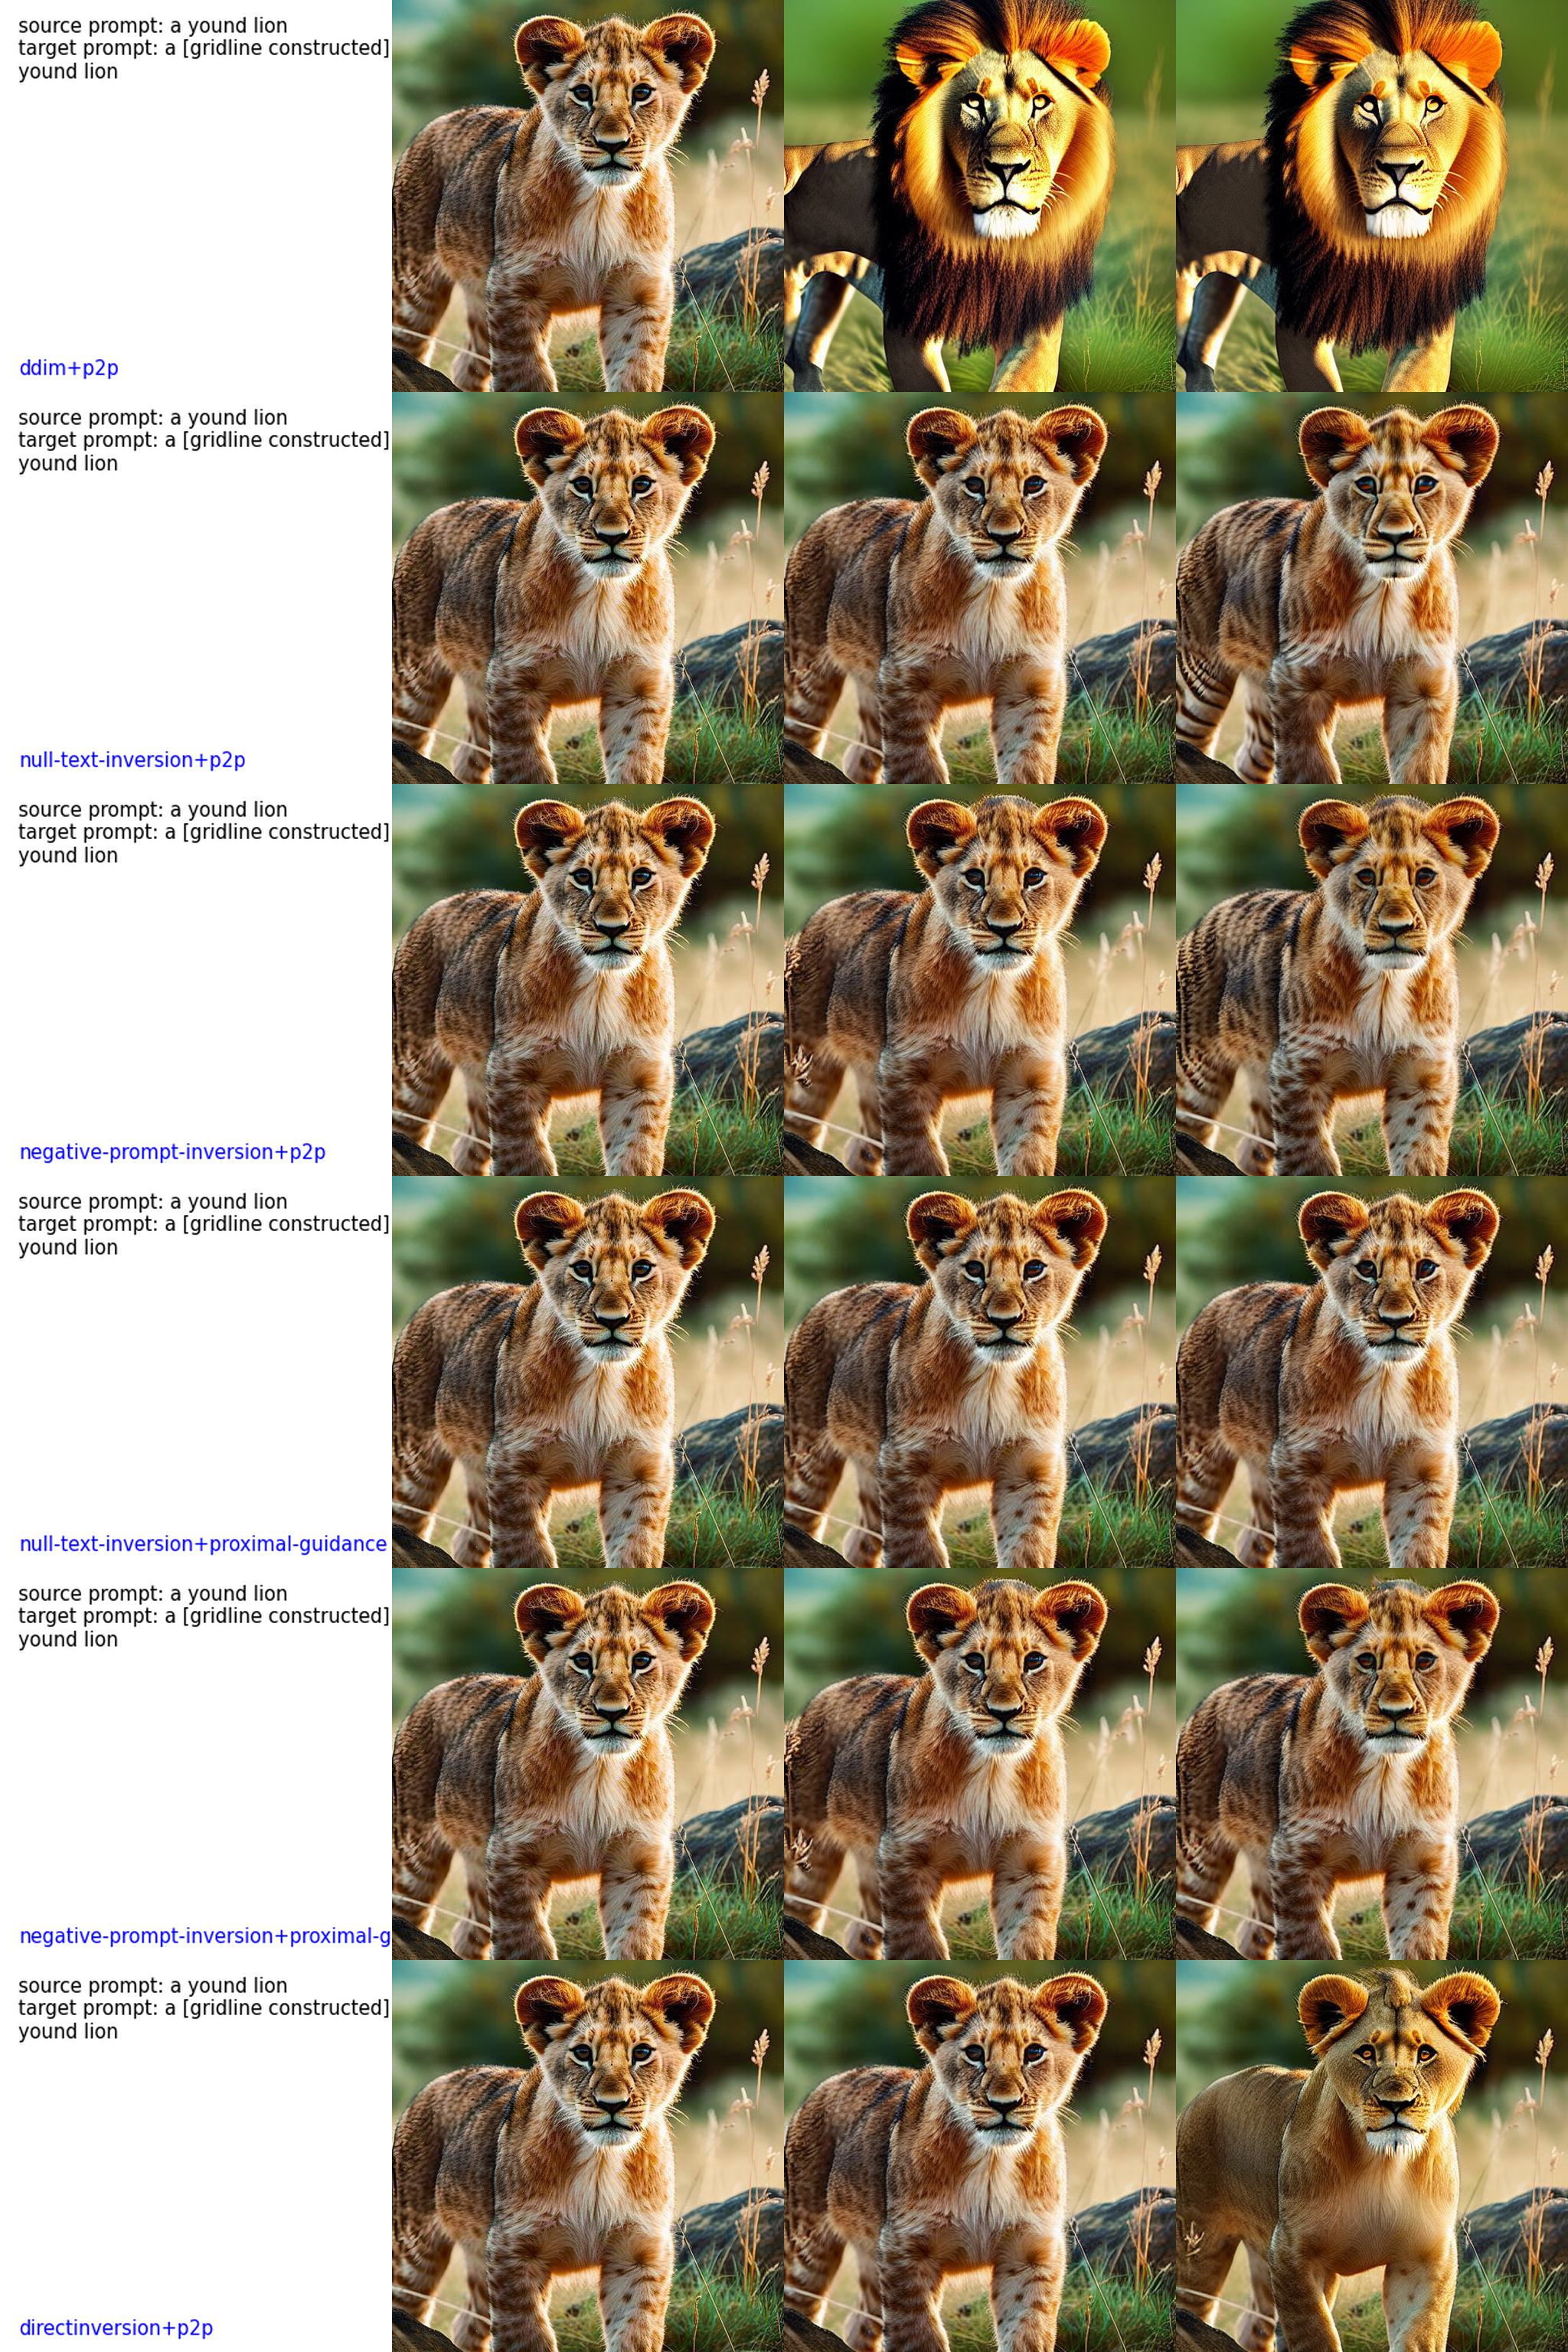 source prompt: a yound lion
target prompt: a [gridline constructed]
yound lion
ddim+p2p
source prompt: a yound lion
target prompt: a [gridline constructed]
yound lion
null-text-inversion+p2p
source prompt: a yound lion
target prompt: a [gridline constructed]
yound lion
negative-prompt-inversion+p2p
source prompt: a yound lion
target prompt: a [gridline constructed]
yound lion
null-text-inversion+proximal-guidance
source prompt: a yound lion
target prompt: a [gridline constructed]
yound lion
negative-prompt-inversion+proximal-g
source prompt: a yound lion
target prompt: a [gridline constructed]
yound lion
directinversion+p2p